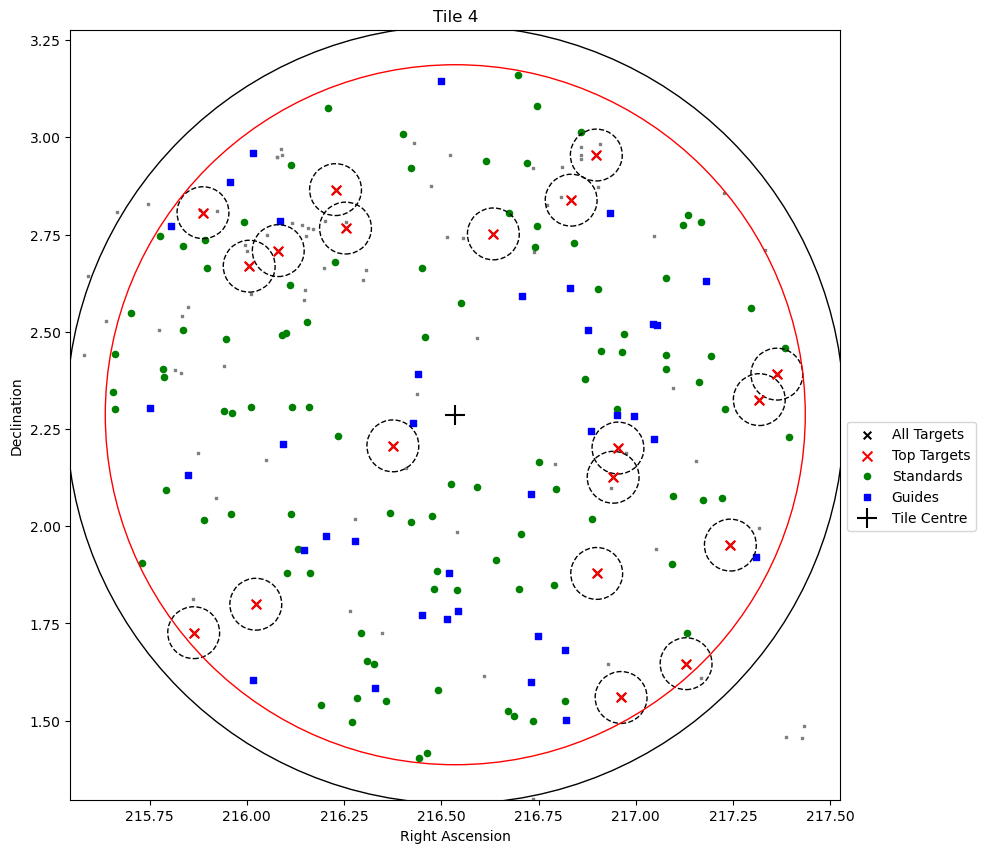 Tile 4
3.25
3.00
2.75
2.50
2.25
2.00
1.75
1.50
Declination
215.75 216.00 216.25 216.50 216.75 217.00 217.25 217.50
Right Ascension
All Targets
Top Targets
Standards
Guides
Tile Centre